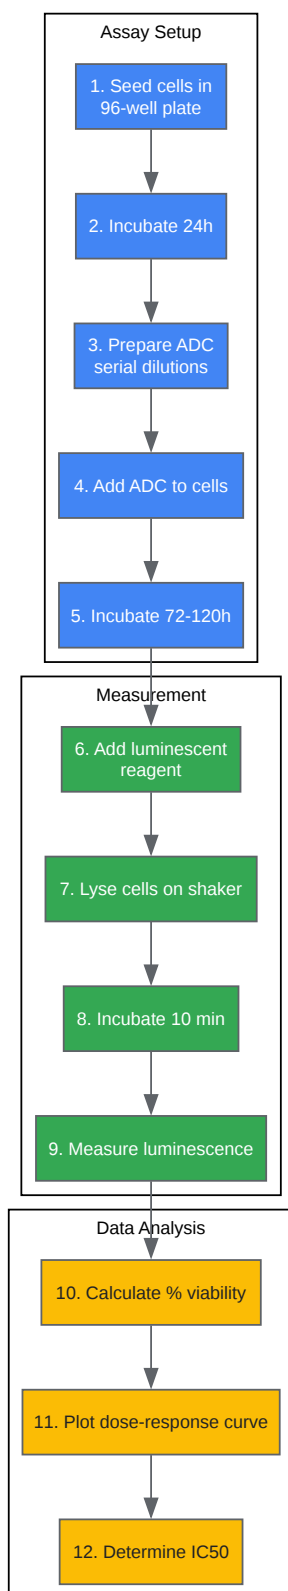 Assay Setup
1. Seed cells in
96-well plate
2. Incubate 24h
3. Prepare ADC
serial dilutions
4. Add ADC to cells
5. Incubate 72-120h
Measurement
6. Add luminescent
reagent
7. Lyse cells on shaker
8. Incubate 10 min
9. Measure luminescence
Data Analysis
10. Calculate % viability
11. Plot dose-response curve
12. Determine IC50